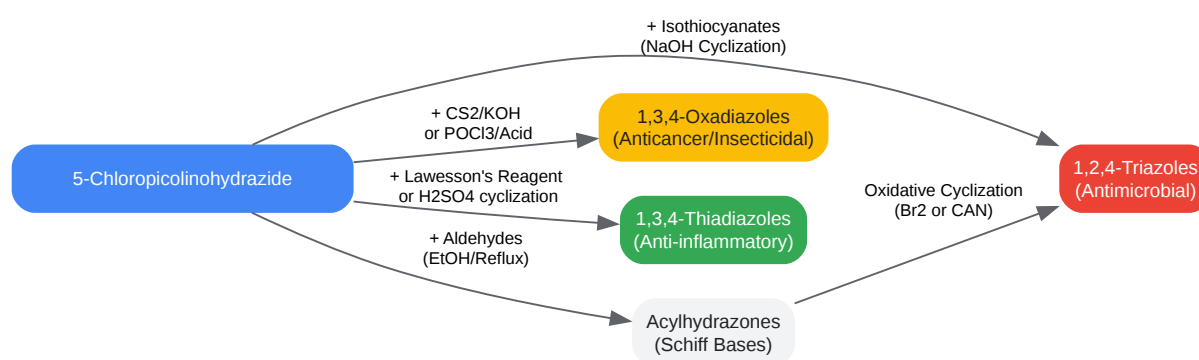 + Isothiocyanates
(NaOH Cyclization)
+ CS2/KOH
or POCl3/Acid
1,3,4-Oxadiazoles
(Anticancer/Insecticidal)
5-Chloropicolinohydrazide
+ Lawesson's Reagent
or H2SO4 cyclization
1,3,4-Thiadiazoles
(Anti-inflammatory)
+ Aldehydes
(EtOH/Reflux)
Acylhydrazones
(Schiff Bases)
Oxidative Cyclization
(Br2 or CAN)
1,2,4-Triazoles
(Antimicrobial)